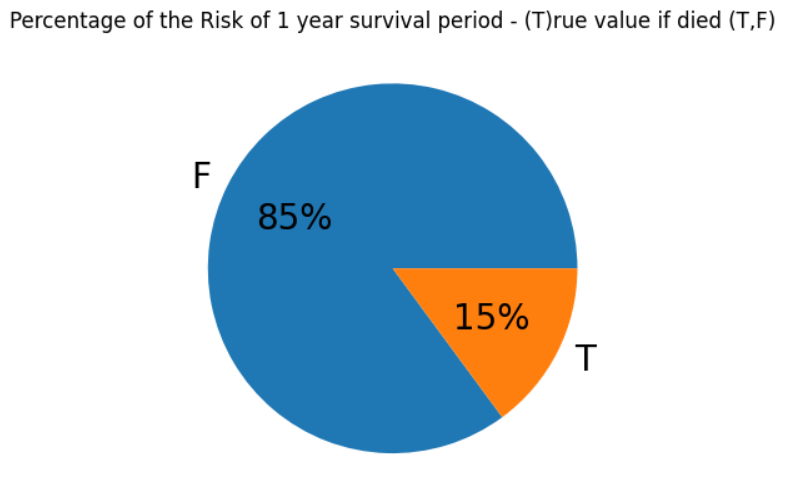 Percentage of the Risk of 1 year survival period - (T)rue value if died (T,F)
F
85%
15%
T